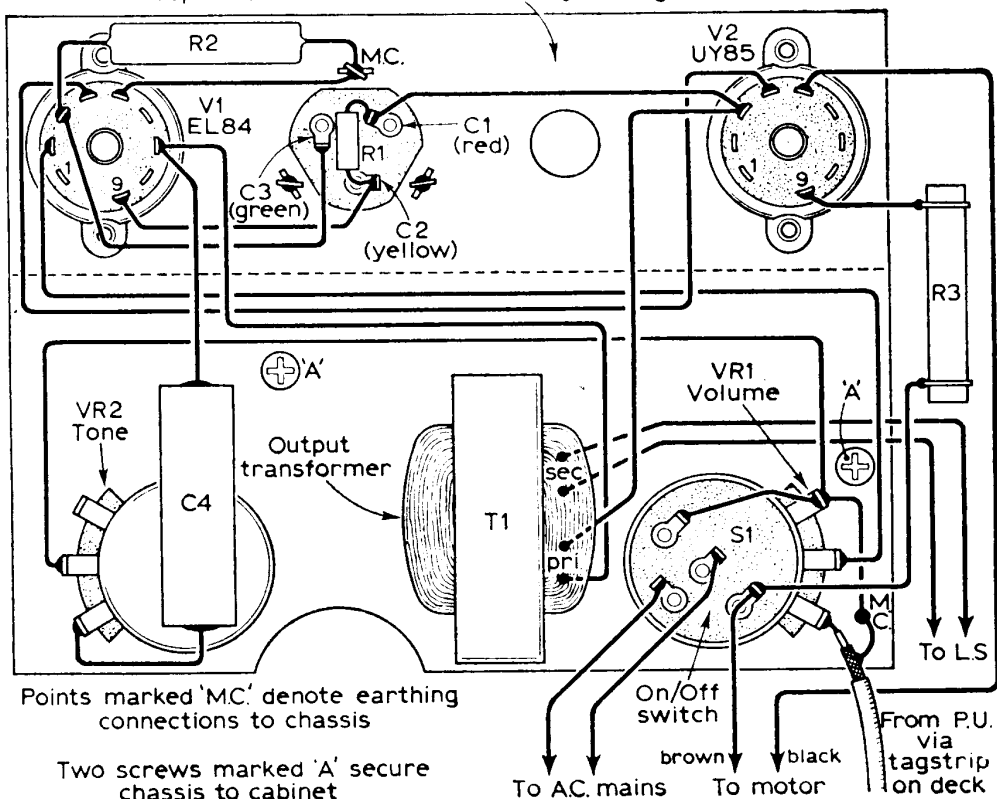 R2
M.C.
V2
UY85
V1
EL84
C1
(red)
R1
1
9
C3
(green)
C2
(yellow)
1
9
R3
'A'
VR1
Volume
'A'
VR2
Tone
Output
transformer
sec
C4
T1
S1
pri
M.
C.
To L.S
Points marked 'M.C.' denote earthing
connections to chassis
On/Off
switch
From P.U.
via
tagstrip
on deck
brown
black
Two screws marked 'A' secure
chassis to cabinet
To A.C. mains
To motor